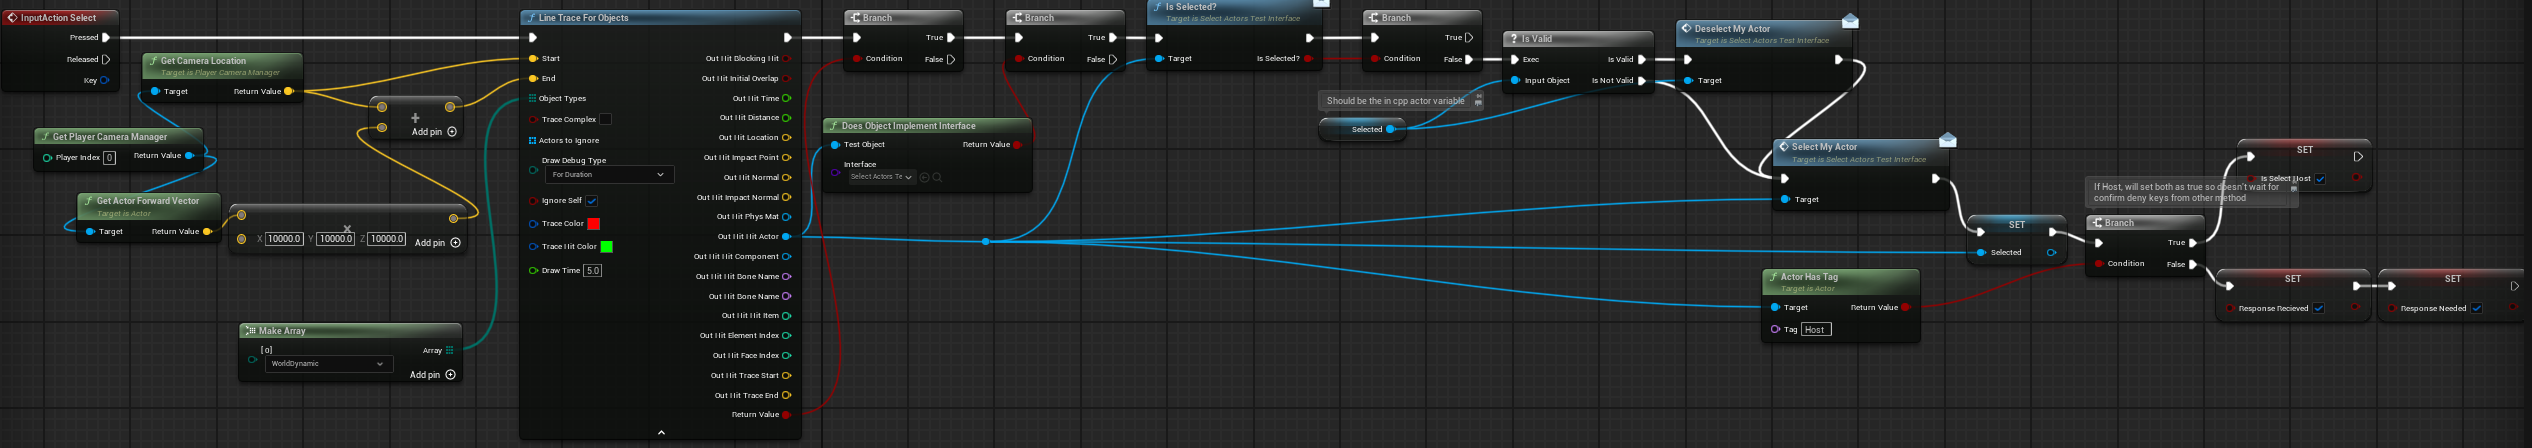 InputAction Select
Pressed
Released
Key
Get Camera Location
Target is Player Camera Manager
Target
Return Value
Get Player Camera Manager
Player Index 0
Return Value
Get Actor Forward Vector
Target is Actor
Target
Return Value
Add pin
X 10000.0 Y 10000.0 Z 10000.0
Add pin
Make Array
[0]
WorldDynamic
Array
Add pin
Line Trace For Objects
Start
End
Object Types
Trace Complex
Actors to Ignore
Draw Debug Type
For Duration
Ignore Self
Trace Color
Trace Hit Color
Draw Time 5.0
Out Hit Blocking Hit
Out Hit Initial Overlap
Out Hit Time
Out Hit Distance
Out Hit Location
Out Hit Impact Point
Out Hit Normal
Out Hit Impact Normal
Out Hit Phys Mat
Out Hit Hit Actor
Out Hit Hit Component
Out Hit Hit Bone Name
Out Hit Bone Name
Out Hit Hit Item
Out Hit Element Index
Out Hit Face Index
Out Hit Trace Start
Out Hit Trace End
Return Value
Branch
Condition
True
False
Does Object Implement Interface
Test Object
Return Value
Interface
Select Actors Te
Branch
Condition
True
False
Is Selected?
Target is Select Actors Test Interface
Target
Is Selected?
Branch
Condition
True
False
Should be the in cpp actor variable
Selected
Is Valid
Exec
Input Object
Is Valid
Is Not Valid
Deselect My Actor
Target is Select Actors Test Interface
Target
Select My Actor
Target is Select Actors Test Interface
Target
Actor Has Tag
Target is Actor
Target
Return Value
Tag Host
SET
Selected
If Host, will set both as true so doesn't wait for
confirm deny keys from other method
Branch
Condition
True
False
SET
Is Select Host
SET
Response Recieved
SET
Response Needed